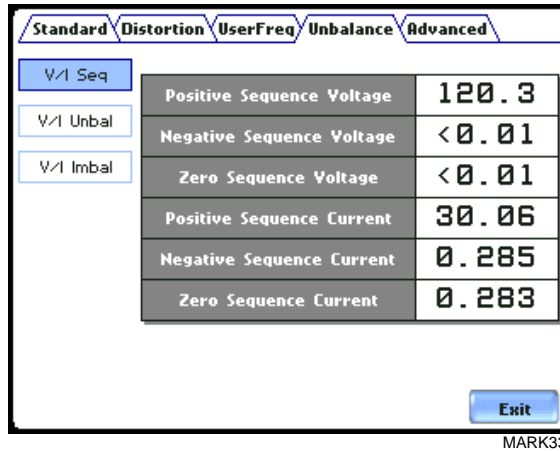 Standard Distortion UserFreq Unbalance Advanced
V/I Seq
V/I Unbal
V/I Imbal
Positive Sequence Voltage 120.3
Negative Sequence Voltage <0.01
Zero Sequence Voltage <0.01
Positive Sequence Current 30.06
Negative Sequence Current 0.285
Zero Sequence Current 0.283
Exit